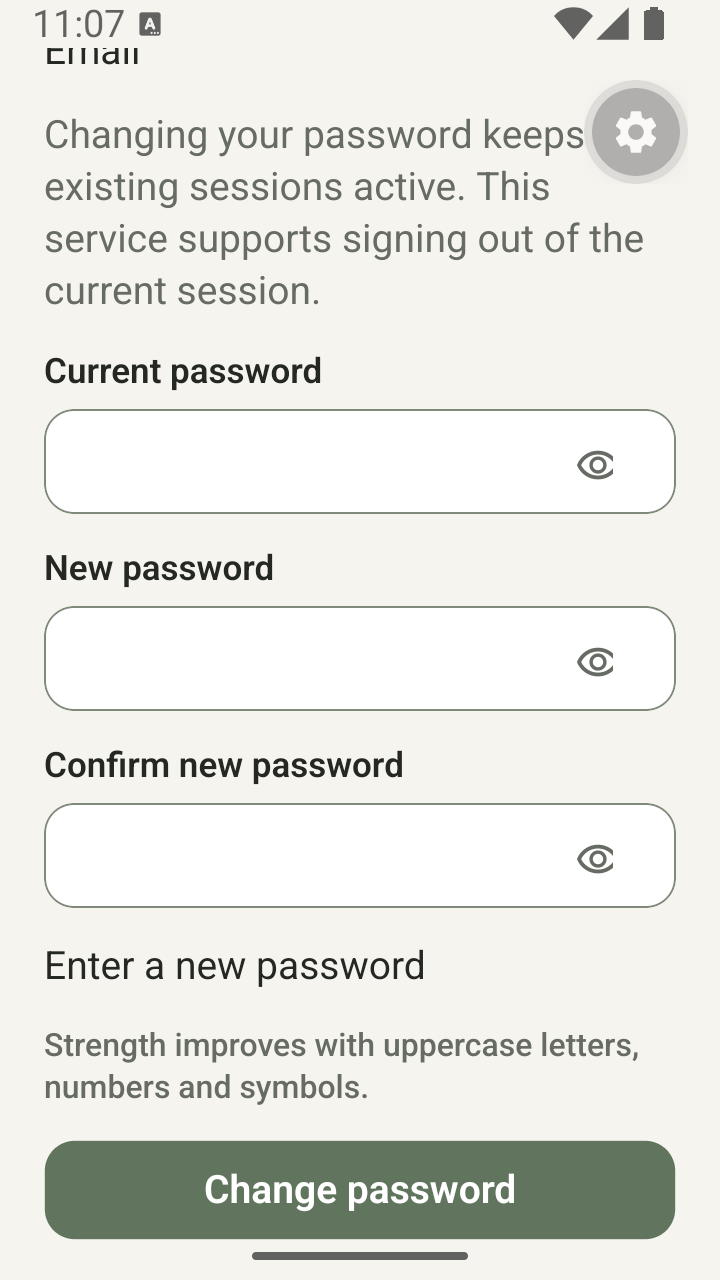 11:07
Email
Changing your password keeps
existing sessions active. This
service supports signing out of the
current session.
Current password
New password
Confirm new password
Enter a new password
Strength improves with uppercase letters,
numbers and symbols.
Change password